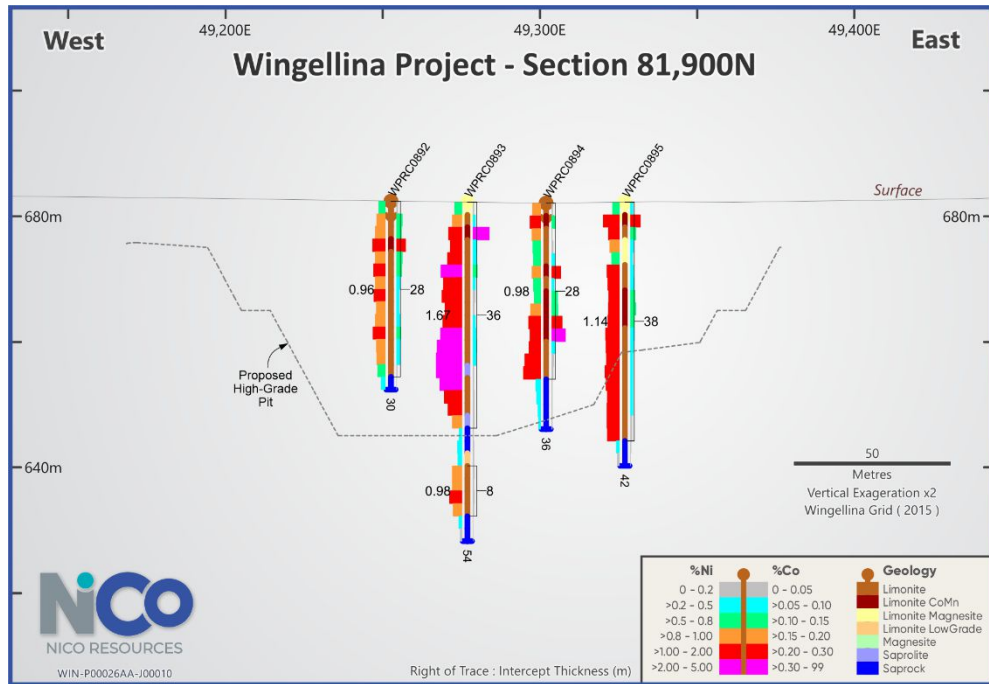 49,200
49,300
49,400
West
East
Wingellina Project - Section 81,900N
WPRC0892
WPRC0893
WPRC0894
WPRC0895
Surface
680m
680m
0.96
28
1.67
36
0.98
28
1.14
38
Proposed
High-Grade
Pit
30
36
42
640m
0.98
8
54
50
Metres
Vertical Exageration x2
Wingellina Grid ( 2015 )
%Ni
%Co
Geology
0 - 0.2
0 - 0.05
Limonite
>0.2 - 0.5
>0.05 - 0.10
Limonite CoMn
>0.5 - 0.8
>0.10 - 0.15
Limonite Magnesite
>0.8 - 1.00
>0.15 - 0.20
Limonite LowGrade
>1.00 - 2.00
>0.20 - 0.30
Magnesite
>2.00 - 5.00
>0.30 - 99
Saprolite
Saprock
NiCo
NICO RESOURCES
WIN-P00026AA-J00010
Right of Trace : Intercept Thickness (m)